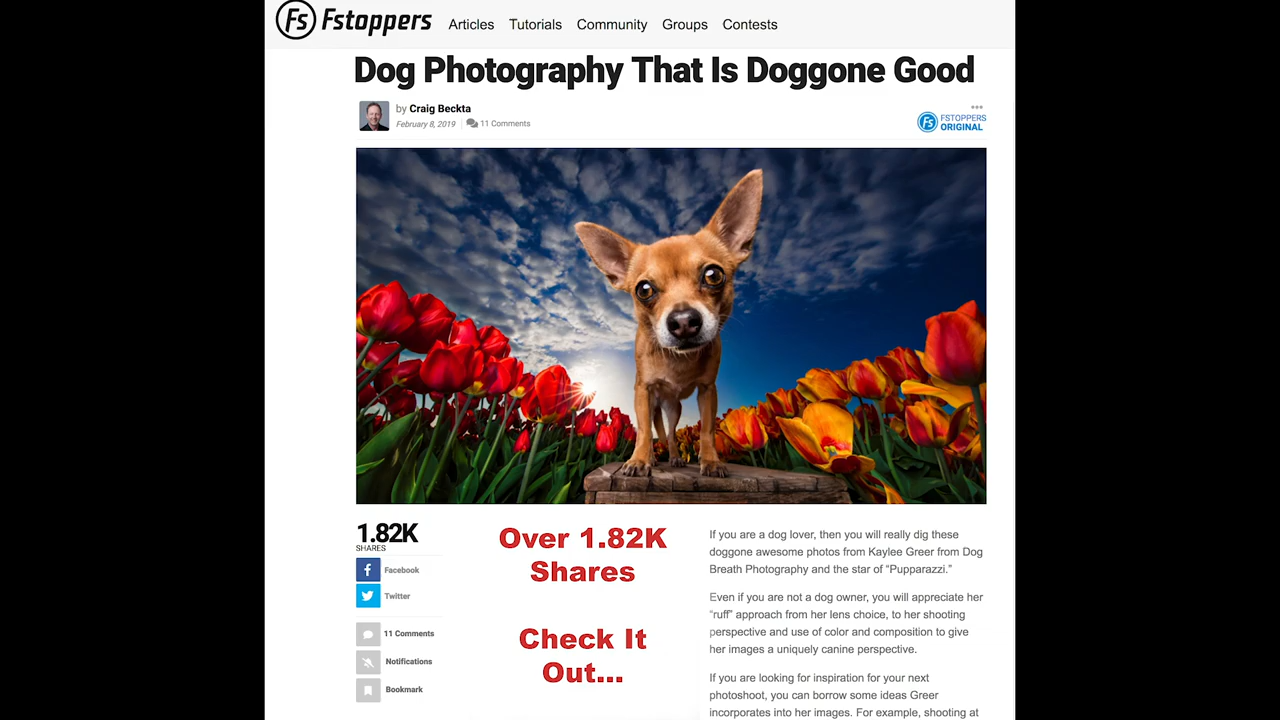 Fs Fstoppers Articles Tutorials Community Groups Contests
Dog Photography That Is Doggone Good
by Craig Beckta
February 8, 2019 11 Comments
Fs FSTOPPERS
ORIGINAL
1.82K
SHARES
f Facebook
Twitter
11 Comments
Notifications
Bookmark
Over 1.82K
Shares
Check It
Out...
If you are a dog lover, then you will really dig these
doggone awesome photos from Kaylee Greer from Dog
Breath Photography and the star of “Pupparazzi.”
Even if you are not a dog owner, you will appreciate her
“ruff” approach from her lens choice, to her shooting
perspective and use of color and composition to give
her images a uniquely canine perspective.
If you are looking for inspiration for your next
photoshoot, you can borrow some ideas Greer
incorporates into her images. For example, shooting at